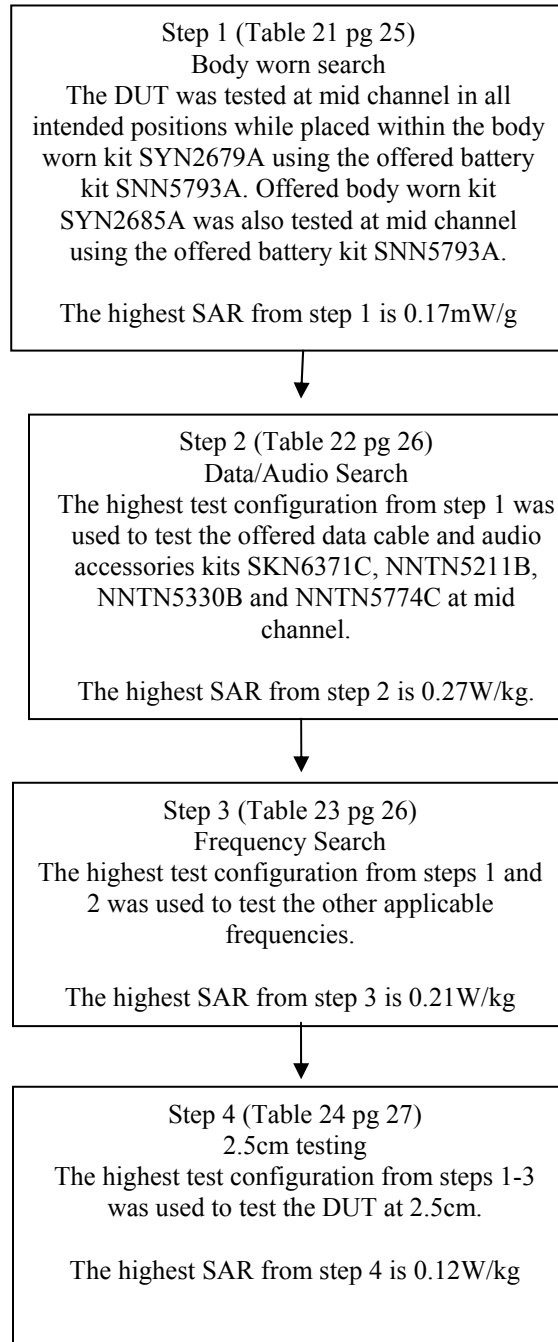 Step 1 (Table 21 pg 25)
Body worn search
The DUT was tested at mid channel in all
intended positions while placed within the body
worn kit SYN2679A using the offered battery
kit SNN5793A. Offered body worn kit
SYN2685A was also tested at mid channel
using the offered battery kit SNN5793A.
The highest SAR from step 1 is 0.17mW/g
Step 2 (Table 22 pg 26)
Data/Audio Search
The highest test configuration from step 1 was
used to test the offered data cable and audio
accessories kits SKN6371C, NNTN5211B,
NNTN5330B and NNTN5774C at mid
channel.
The highest SAR from step 2 is 0.27W/kg.
Step 3 (Table 23 pg 26)
Frequency Search
The highest test configuration from steps 1 and
2 was used to test the other applicable
frequencies.
The highest SAR from step 3 is 0.21W/kg
Step 4 (Table 24 pg 27)
2.5cm testing
The highest test configuration from steps 1-3
was used to test the DUT at 2.5cm.
The highest SAR from step 4 is 0.12W/kg